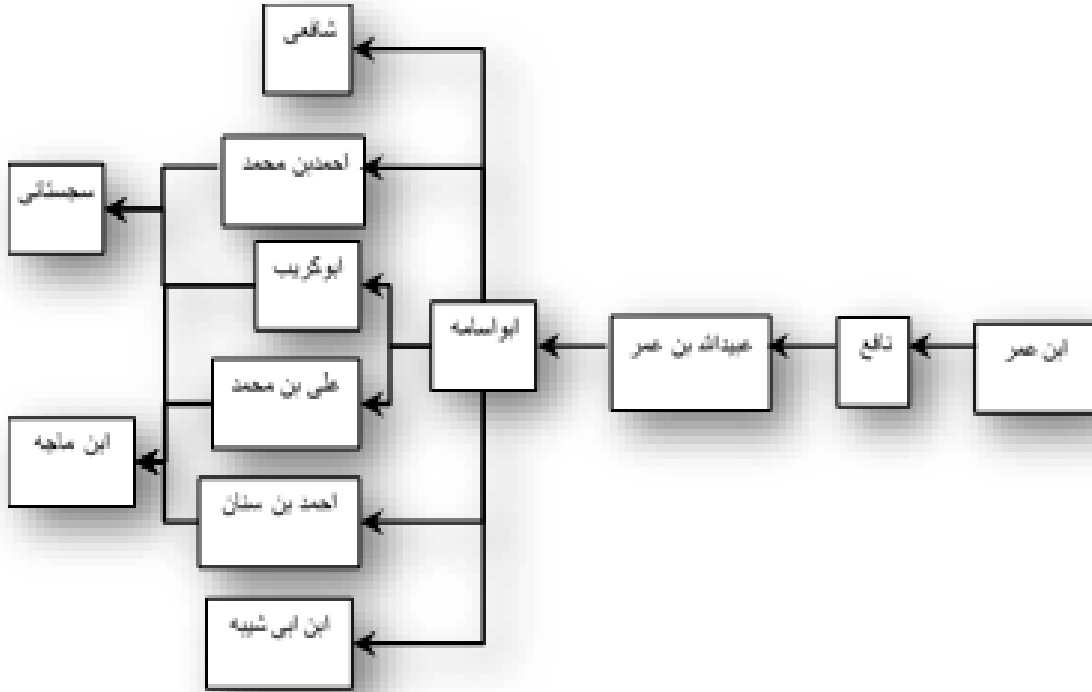 شافعی
احمدبن محمد
سجستانی
ابوکریب
ابواسامه
عبیدالله بن عمر
نافع
ابن عمر
علی بن محمد
ابن ماجه
احمد بن سنان
ابن ابی شیبه